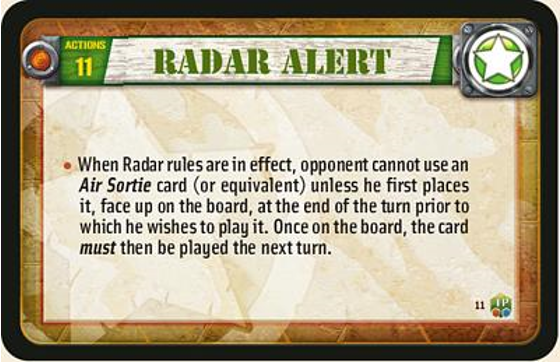 ACTIONS
11
RADAR ALERT
• When Radar rules are in effect, opponent cannot use an
Air Sortie card (or equivalent) unless he first places
it, face up on the board, at the end of the turn prior to
which he wishes to play it. Once on the board, the card
must then be played the next turn.
11